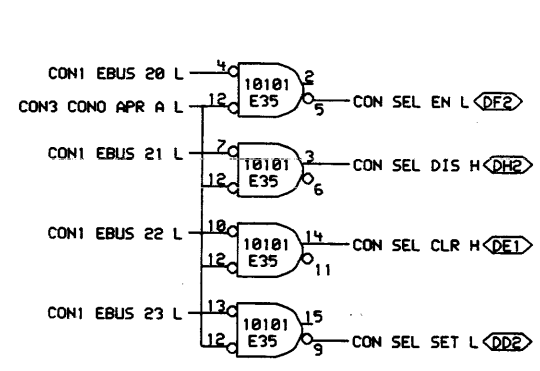 CON1 EBUS 20 L 4 10101 E35 2
CON3 CONO APR A L 12 5 CON SEL EN L DF2
CON1 EBUS 21 L 7 10101 E35 3 CON SEL DIS H DH2
12 6
CON1 EBUS 22 L 10 10101 E35 14 CON SEL CLR H DE1
12 11
CON1 EBUS 23 L 13 10101 E35 15
12 9 CON SEL SET L DD2